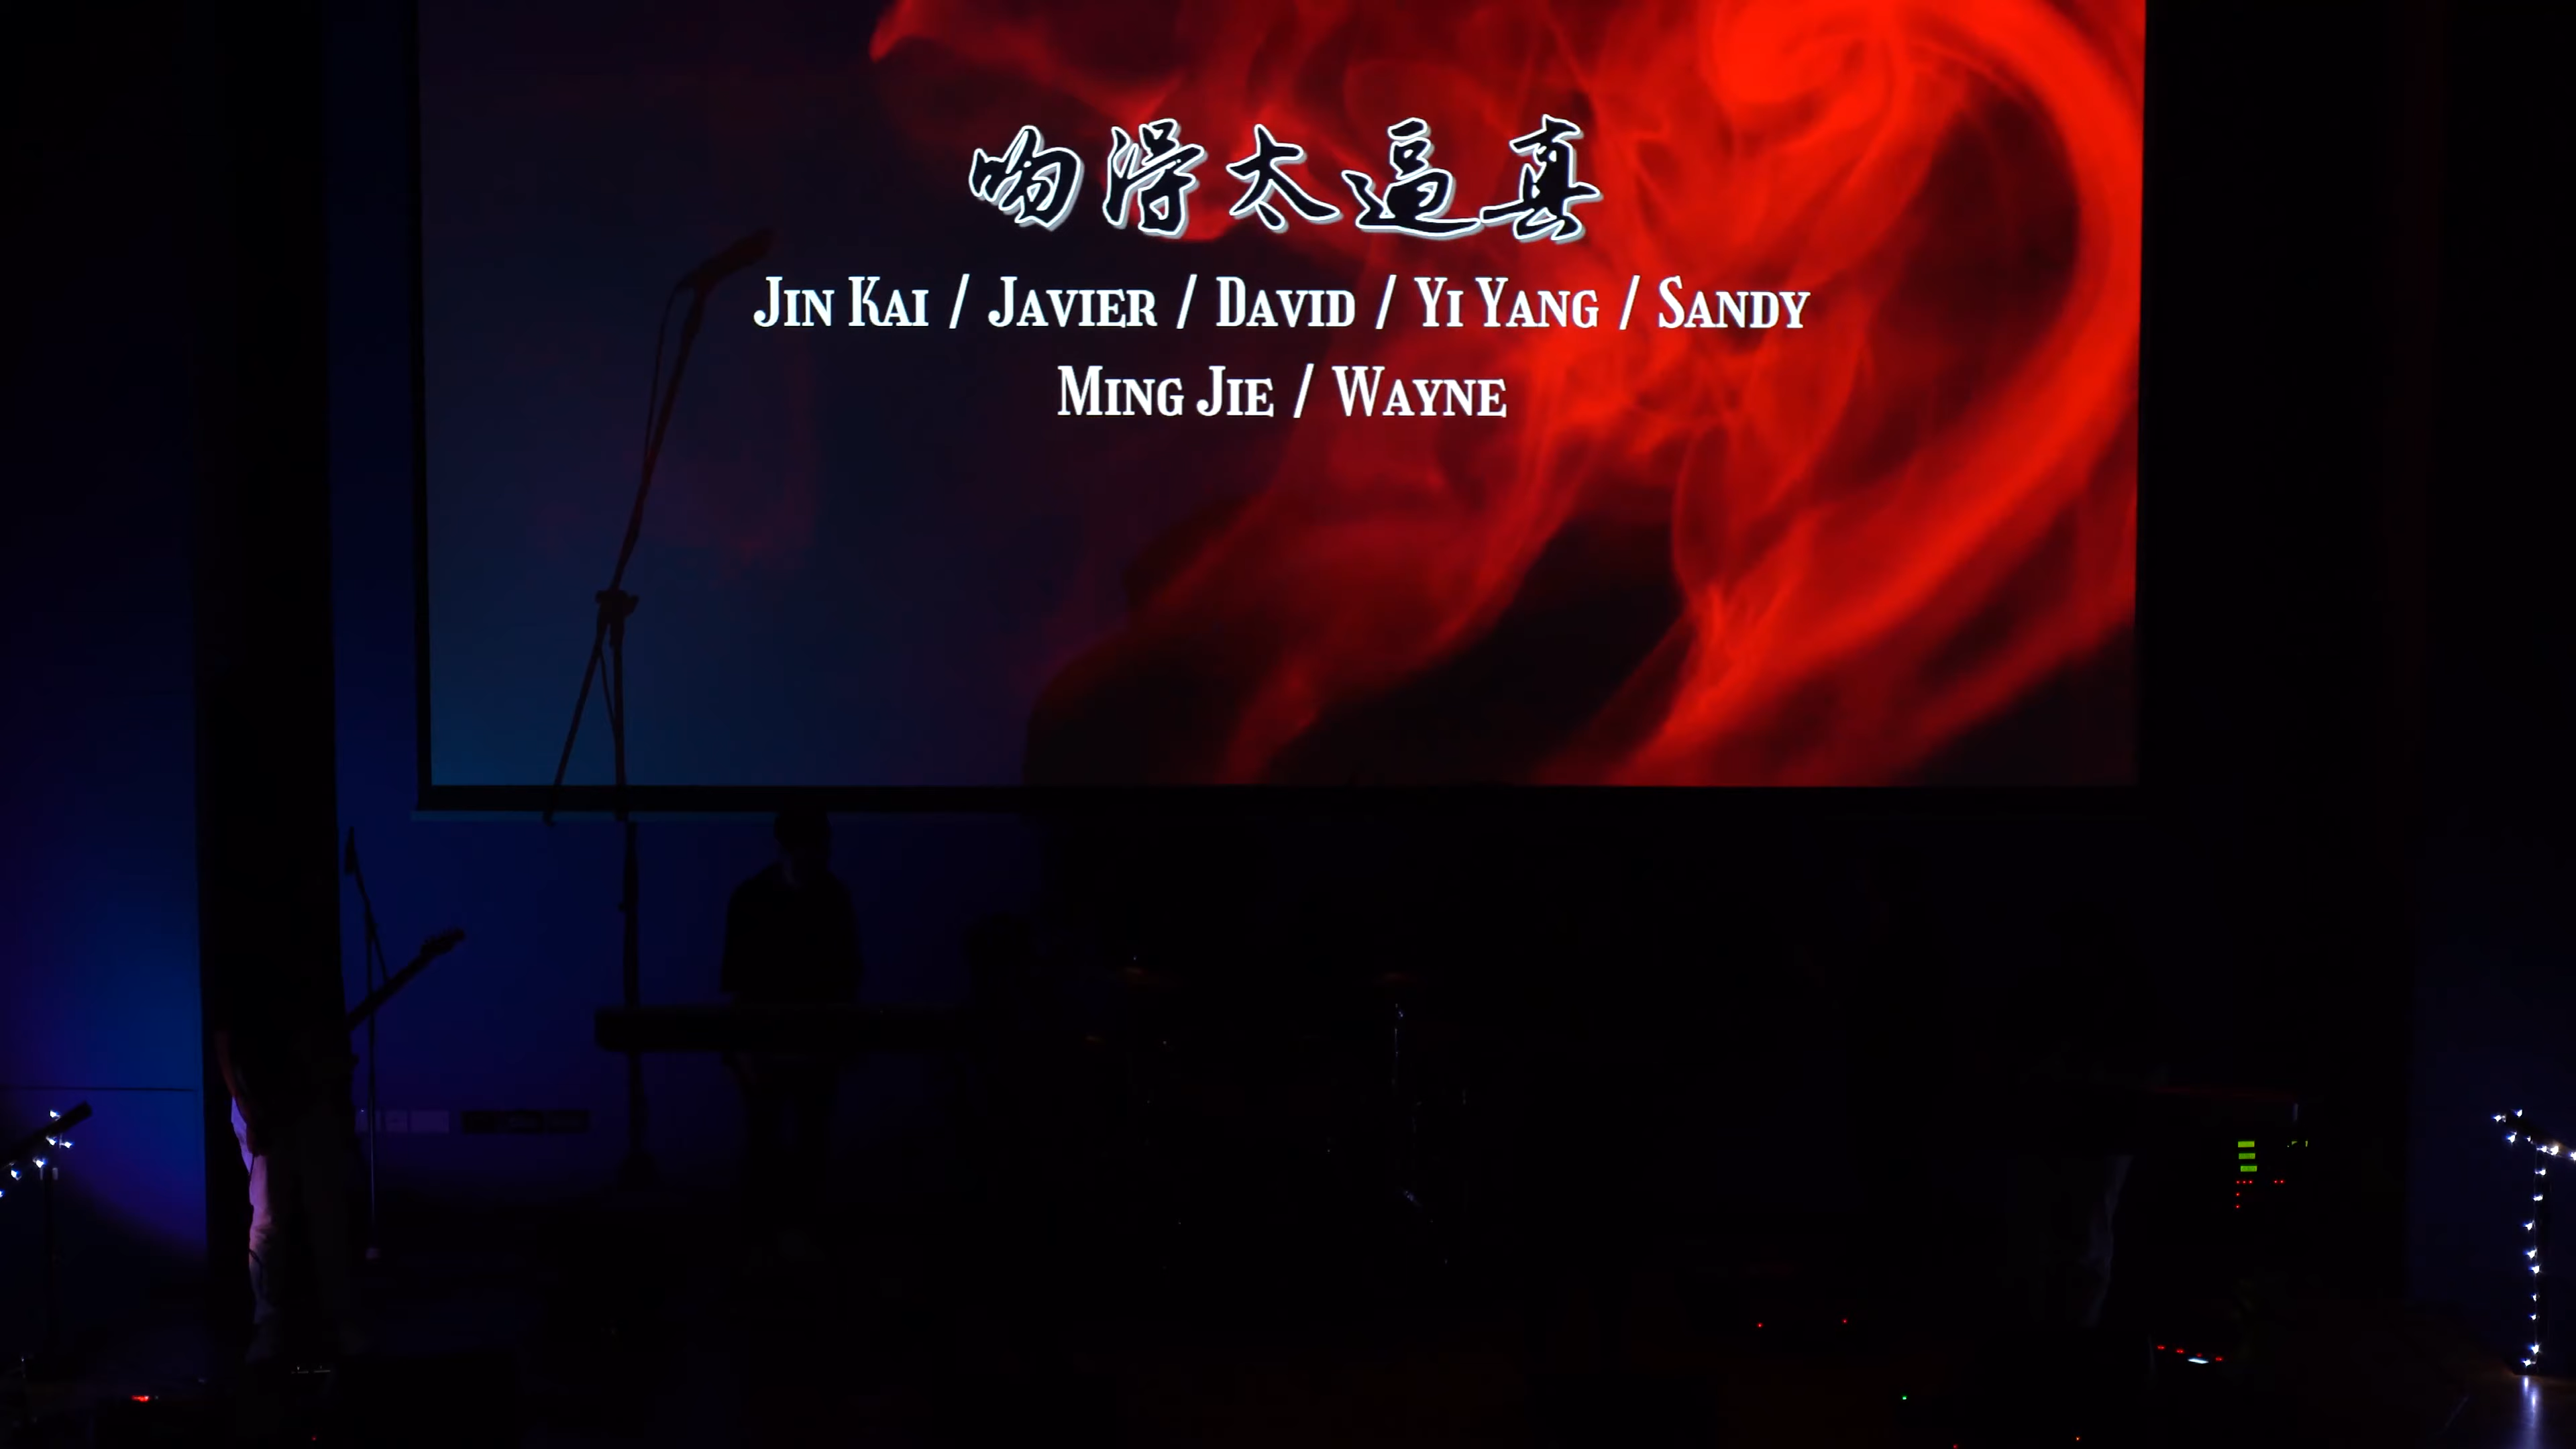 吻得太逼真
Jin Kai / Javier / David / Yi Yang / Sandy
Ming Jie / Wayne